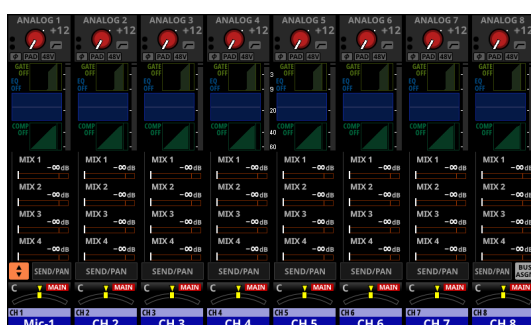 ANALOG 1 ANALOG 2 ANALOG 3 ANALOG 4 ANALOG 5 ANALOG 6 ANALOG 7 ANALOG 8
+12 +12 +12 +12 +12 +12 +12 +12
Φ PAD 48V Φ PAD 48V Φ PAD 48V Φ PAD 48V Φ PAD 48V Φ PAD 48V Φ PAD 48V Φ PAD 48V
GATE OFF GATE OFF GATE OFF GATE OFF GATE OFF GATE OFF GATE OFF GATE OFF
3
EQ OFF EQ OFF EQ OFF EQ OFF EQ OFF EQ OFF EQ OFF EQ OFF
9
20
COMP OFF COMP OFF COMP OFF COMP OFF COMP OFF COMP OFF COMP OFF COMP OFF
40
60
MIX 1 MIX 1 MIX 1 MIX 1 MIX 1 MIX 1 MIX 1 MIX 1
-∞dB -∞dB -∞dB -∞dB -∞dB -∞dB -∞dB -∞dB
MIX 2 MIX 2 MIX 2 MIX 2 MIX 2 MIX 2 MIX 2 MIX 2
-∞dB -∞dB -∞dB -∞dB -∞dB -∞dB -∞dB -∞dB
MIX 3 MIX 3 MIX 3 MIX 3 MIX 3 MIX 3 MIX 3 MIX 3
-∞dB -∞dB -∞dB -∞dB -∞dB -∞dB -∞dB -∞dB
MIX 4 MIX 4 MIX 4 MIX 4 MIX 4 MIX 4 MIX 4 MIX 4
-∞dB -∞dB -∞dB -∞dB -∞dB -∞dB -∞dB -∞dB
SEND/PAN SEND/PAN SEND/PAN SEND/PAN SEND/PAN SEND/PAN SEND/PAN SEND/PAN BUS
ASGN
C MAIN C MAIN C MAIN C MAIN C MAIN C MAIN C MAIN C MAIN
CH 1 CH 2 CH 3 CH 4 CH 5 CH 6 CH 7 CH 8
Mic-1 CH 2 CH 3 CH 4 CH 5 CH 6 CH 7 CH 8